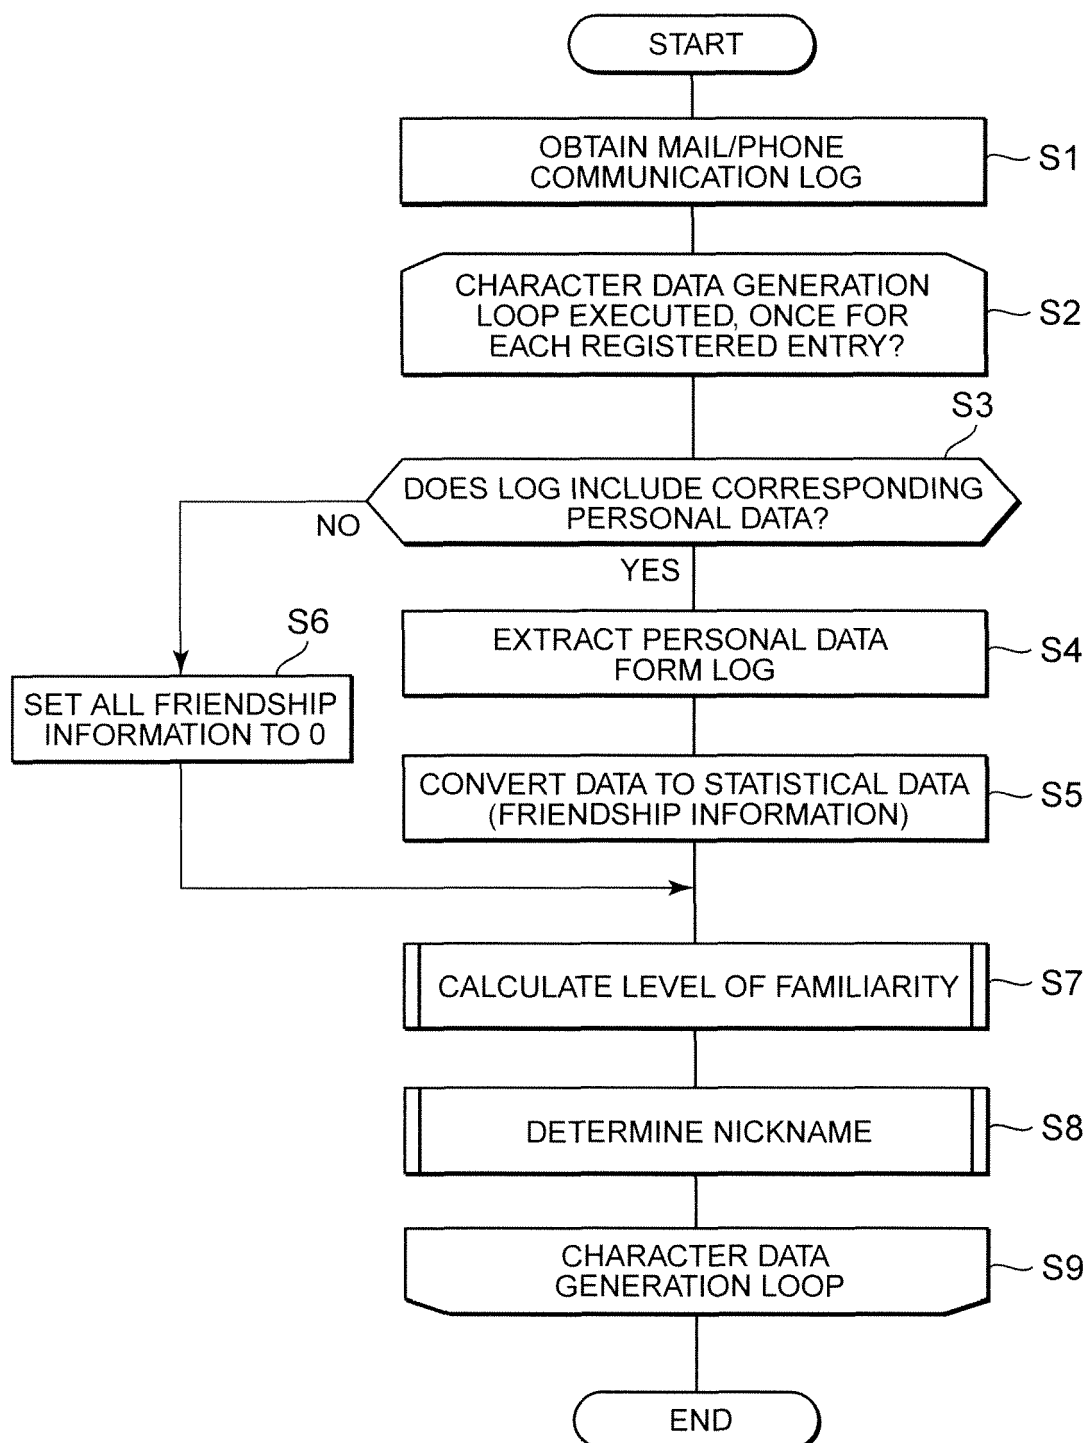 START
OBTAIN MAIL/PHONE
COMMUNICATION LOG
S1
CHARACTER DATA GENERATION
LOOP EXECUTED, ONCE FOR
EACH REGISTERED ENTRY?
S2
S3
DOES LOG INCLUDE CORRESPONDING
PERSONAL DATA?
NO
YES
S6
SET ALL FRIENDSHIP
INFORMATION TO 0
EXTRACT PERSONAL DATA
FORM LOG
S4
CONVERT DATA TO STATISTICAL DATA
(FRIENDSHIP INFORMATION)
S5
CALCULATE LEVEL OF FAMILIARITY
S7
DETERMINE NICKNAME
S8
CHARACTER DATA
GENERATION LOOP
S9
END